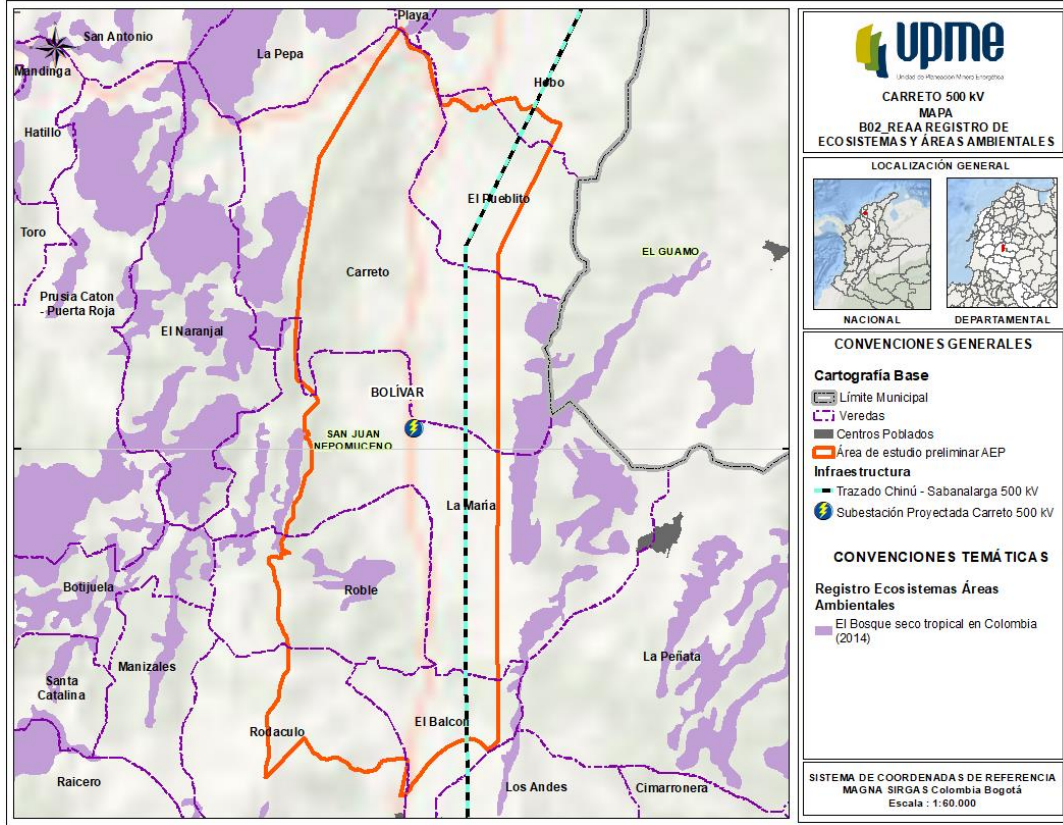 Playa
San Antonio
La Pepa
Mandinga
Hobo
Hatillo
El Pueblito
Toro
EL GUAMO
Carreto
Prusia Caton
- Puerta Roja
El Naranjal
BOLÍVAR
SAN JUAN
NEPOMUCENO
La María
Botijuela
Roble
Manizales
La Peñata
Santa
Catalina
Rodaculo
El Balcon
Raicero
Los Andes
Cimarronera
upme
Unidad de Planeación Minero Energética
CARRETO 500 kV
MAPA
B02_REAA REGISTRO DE
ECOSISTEMAS Y ÁREAS AMBIENTALES
LOCALIZACIÓN GENERAL
NACIONAL
DEPARTAMENTAL
CONVENCIONES GENERALES
Cartografía Base
Límite Municipal
Veredas
Centros Poblados
Área de estudio preliminar AEP
Infraestructura
Trazado Chinú - Sabanalarga 500 kV
Subestación Proyectada Carreto 500 kV
CONVENCIONES TEMÁTICAS
Registro Ecosistemas Áreas
Ambientales
El Bosque seco tropical en Colombia
(2014)
SISTEMA DE COORDENADAS DE REFERENCIA
MAGNA SIRGAS Colombia Bogotá
Escala : 1:60.000